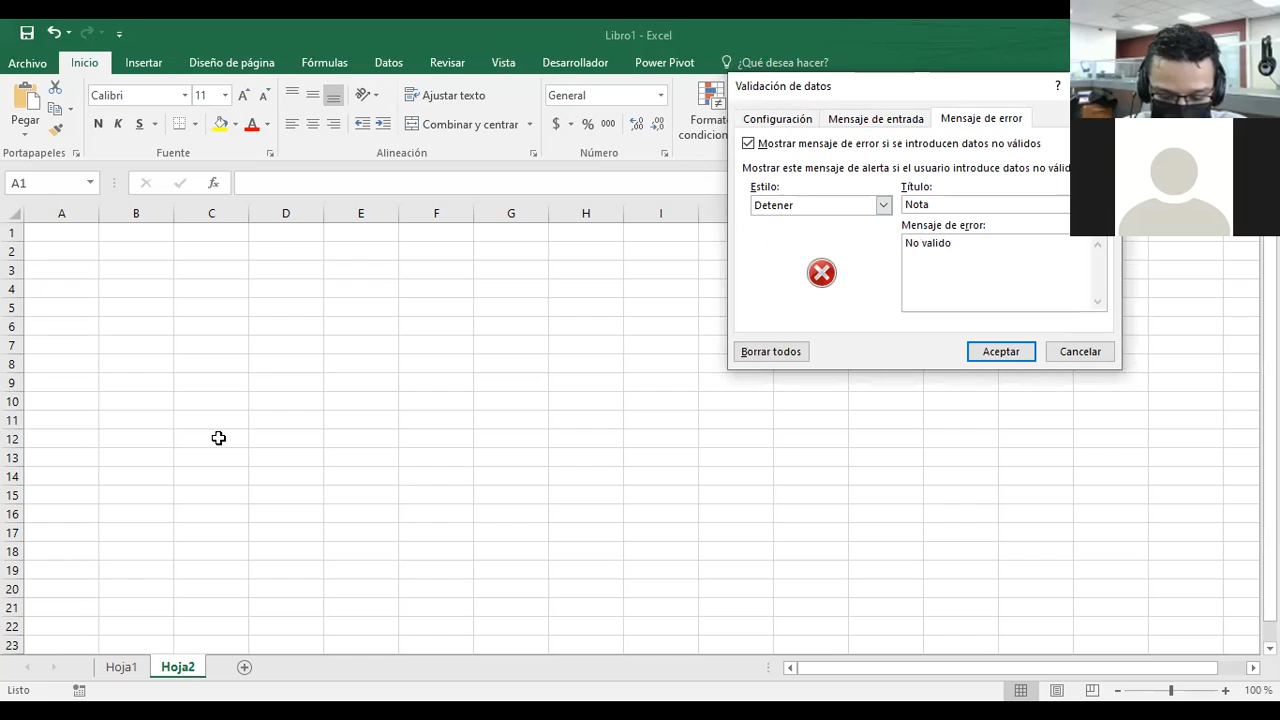 Libro1 - Excel
Archivo Inicio Insertar Diseño de página Fórmulas Datos Revisar Vista Desarrollador Power Pivot ¿Qué desea hacer?
Pegar
Calibri 11
N K S
Ajustar texto
Combinar y centrar
General
$ % 000
Formato
condicional
Portapapeles Fuente Alineación Número
A1
fx
A B C D E F G H I
1
2
3
4
5
6
7
8
9
10
11
12
13
14
15
16
17
18
19
20
21
22
23
Validación de datos ?
Configuración Mensaje de entrada Mensaje de error
Mostrar mensaje de error si se introducen datos no válidos
Mostrar este mensaje de alerta si el usuario introduce datos no válid
Estilo: Título:
Detener Nota
Mensaje de error:
No valido
Borrar todos Aceptar Cancelar
Hoja1 Hoja2
Listo 100 %